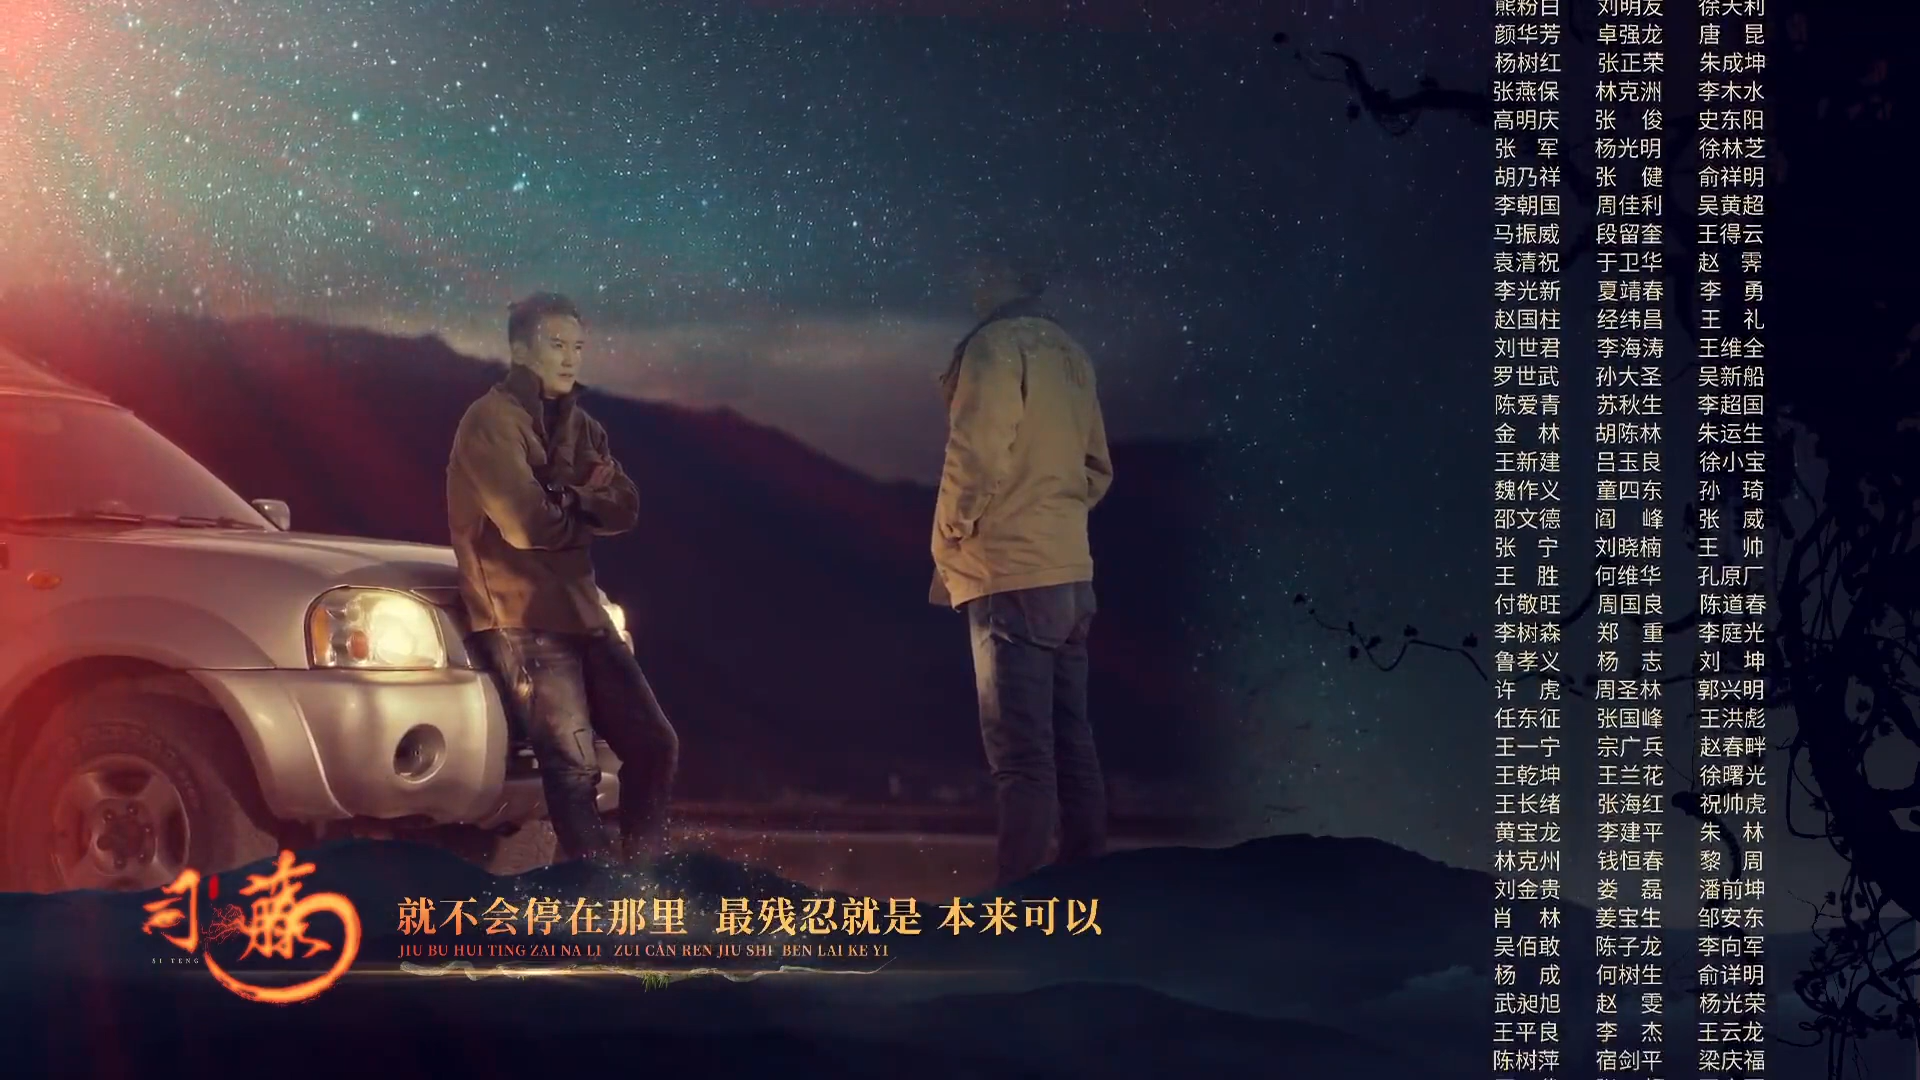 熊粉白 刘明友 徐天利
颜华芳 卓强龙 唐 昆
杨树红 张正荣 朱成坤
张燕保 林克洲 李木水
高明庆 张 俊 史东阳
张 军 杨光明 徐林芝
胡乃祥 张 健 俞祥明
李朝国 周佳利 吴黄超
马振威 段留奎 王得云
袁清祝 于卫华 赵 霁
李光新 夏靖春 李 勇
赵国柱 经纬昌 王 礼
刘世君 李海涛 王维全
罗世武 孙大圣 吴新船
陈爱青 苏秋生 李超国
金 林 胡陈林 朱运生
王新建 吕玉良 徐小宝
魏作义 童四东 孙 琦
邵文德 阎 峰 张 威
张 宁 刘晓楠 王 帅
王 胜 何维华 孔原厂
付敬旺 周国良 陈道春
李树森 郑 重 李庭光
鲁孝义 杨 志 刘 坤
许 虎 周圣林 郭兴明
任东征 张国峰 王洪彪
王一宁 宗广兵 赵春畔
王乾坤 王兰花 徐曙光
王长绪 张海红 祝帅虎
黄宝龙 李建平 朱 林
林克州 钱恒春 黎 周
刘金贵 娄 磊 潘前坤
肖 林 姜宝生 邹安东
吴佰敢 陈子龙 李向军
杨 成 何树生 俞详明
武昶旭 赵 雯 杨光荣
王平良 李 杰 王云龙
陈树萍 宿剑平 梁庆福
司藤
SI TENG
就不会停在那里 最残忍就是 本来可以
JIU BU HUI TING ZAI NA LI ZUI CAN REN JIU SHI BEN LAI KE YI